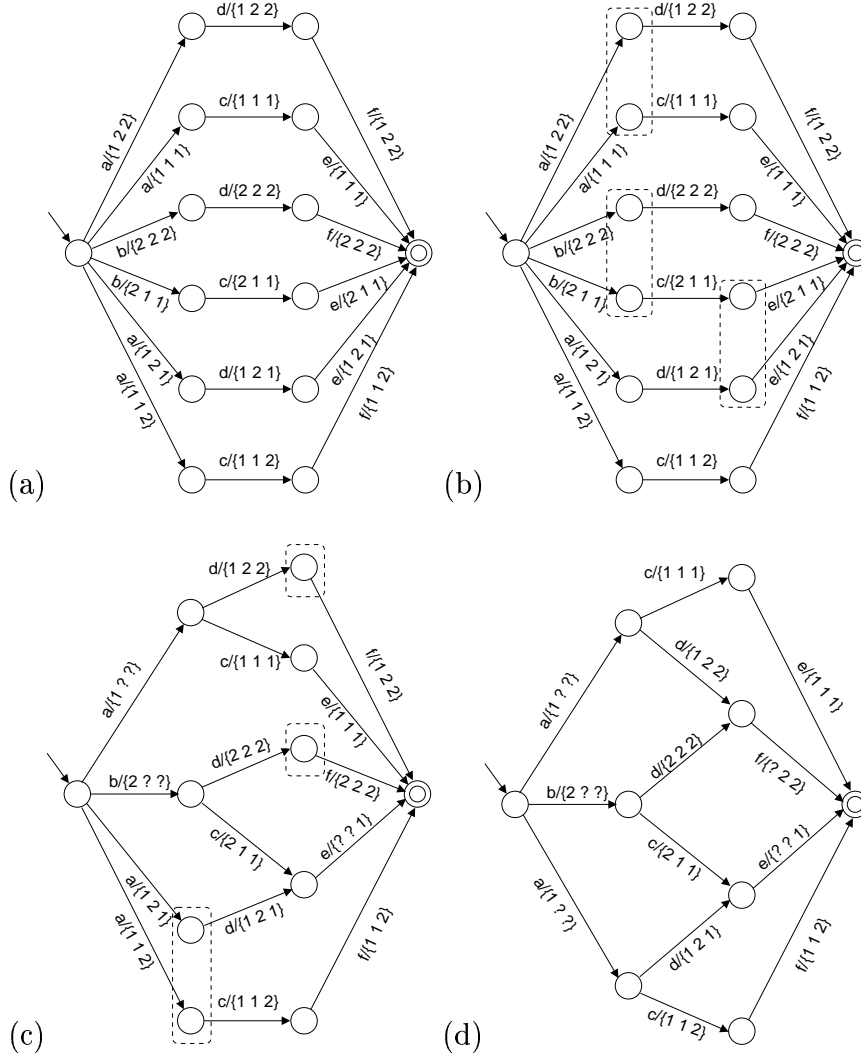 d/{1 2 2}
a/{1 2 2}
f/{1 2 2}
c/{1 1 1}
a/{1 1 1}
e/{1 1 1}
d/{2 2 2}
b/{2 2 2}
f/{2 2 2}
b/{2 1 1}
c/{2 1 1}
e/{2 1 1}
a/{1 2 1}
d/{1 2 1}
e/{1 2 1}
a/{1 1 2}
c/{1 1 2}
f/{1 1 2}
(a)
d/{1 2 2}
a/{1 2 2}
f/{1 2 2}
c/{1 1 1}
a/{1 1 1}
e/{1 1 1}
d/{2 2 2}
b/{2 2 2}
f/{2 2 2}
b/{2 1 1}
c/{2 1 1}
e/{2 1 1}
a/{1 2 1}
d/{1 2 1}
e/{1 2 1}
a/{1 1 2}
c/{1 1 2}
f/{1 1 2}
(b)
d/{1 2 2}
a/{1 ? ?}
c/{1 1 1}
f/{1 2 2}
e/{1 1 1}
d/{2 2 2}
f/{2 2 2}
b/{2 ? ?}
c/{2 1 1}
e/{? ? 1}
a/{1 2 1}
d/{1 2 1}
a/{1 1 2}
c/{1 1 2}
f/{1 1 2}
(c)
c/{1 1 1}
a/{1 ? ?}
d/{1 2 2}
e/{1 1 1}
d/{2 2 2}
f/{? 2 2}
b/{2 ? ?}
c/{2 1 1}
e/{? ? 1}
a/{1 ? ?}
d/{1 2 1}
c/{1 1 2}
f/{1 1 2}
(d)